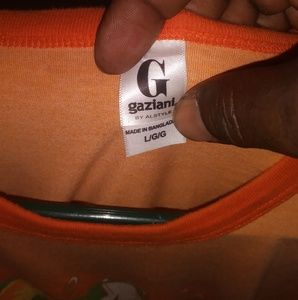 G
gaziani
BY ALSTYLE
MADE IN BANGLADESH
L/G/G